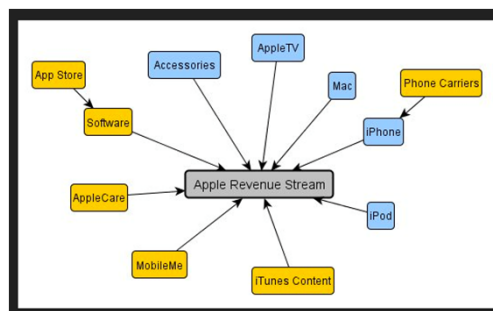 AppleTV
Accessories
App Store
Mac
Phone Carriers
Software
iPhone
Apple Revenue Stream
AppleCare
iPod
MobileMe
iTunes Content